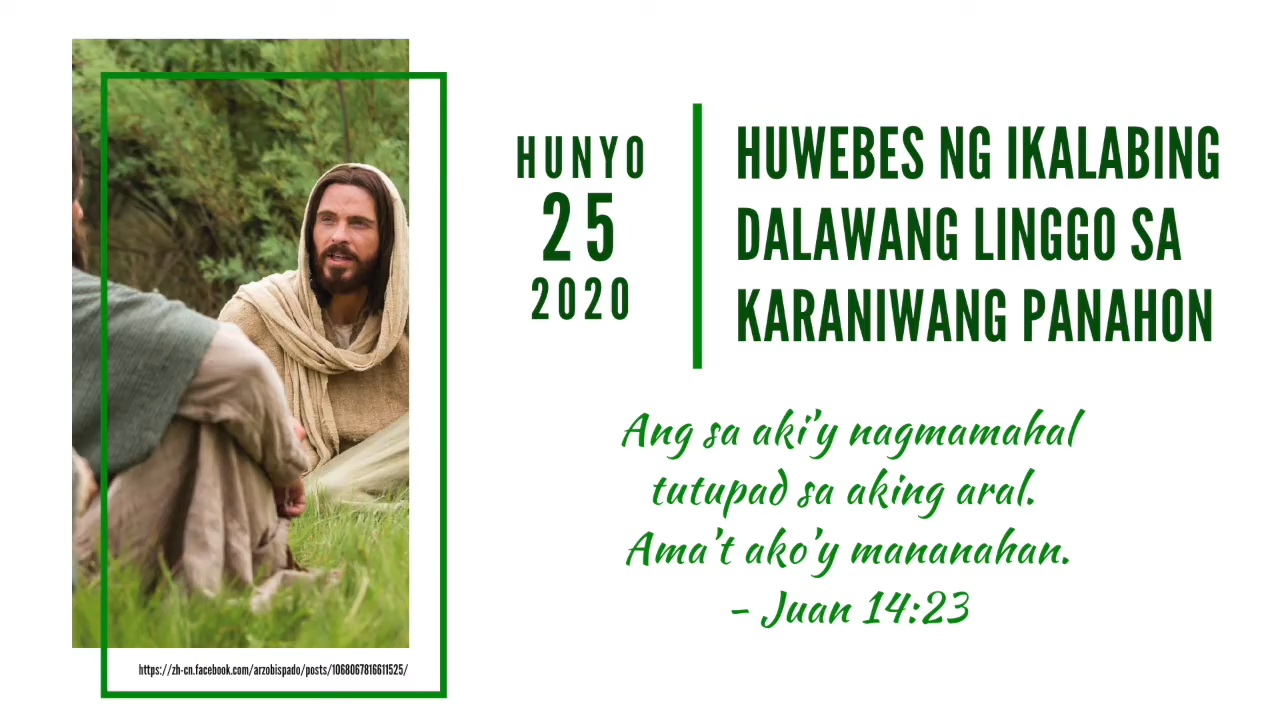 HUNYO
25
2020
HUWEBES NG IKALABING
DALAWANG LINGGO SA
KARANIWANG PANAHON
Ang sa aki'y nagmamahal
tutupad sa aking aral.
Ama't ako'y mananahan.
- Juan 14:23
https://zh-cn.facebook.com/arzobispado/posts/1068067816611525/